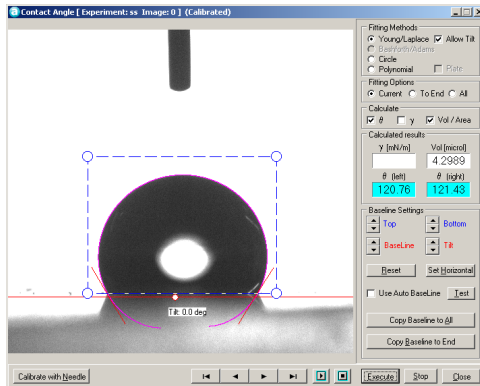 Contact Angle [ Experiment: ss Image: 0 ] (Calibrated)
Fitting Methods
Young/Laplace Allow Tilt
Bashforth/Adams
Circle
Polynomial Plate
Fitting Options
Current To End All
Calculate
θ γ Vol / Area
Calculated results
γ [mN/m] Vol [microl]
4.2989
θ (left) θ (right)
120.76 121.43
Baseline Settings
Top Bottom
BaseLine Tilt
Reset Set Horizontal
Use Auto BaseLine Test
Copy Baseline to All
Copy Baseline to End
Tilt: 0.0 deg
Calibrate with Needle Execute Stop Close